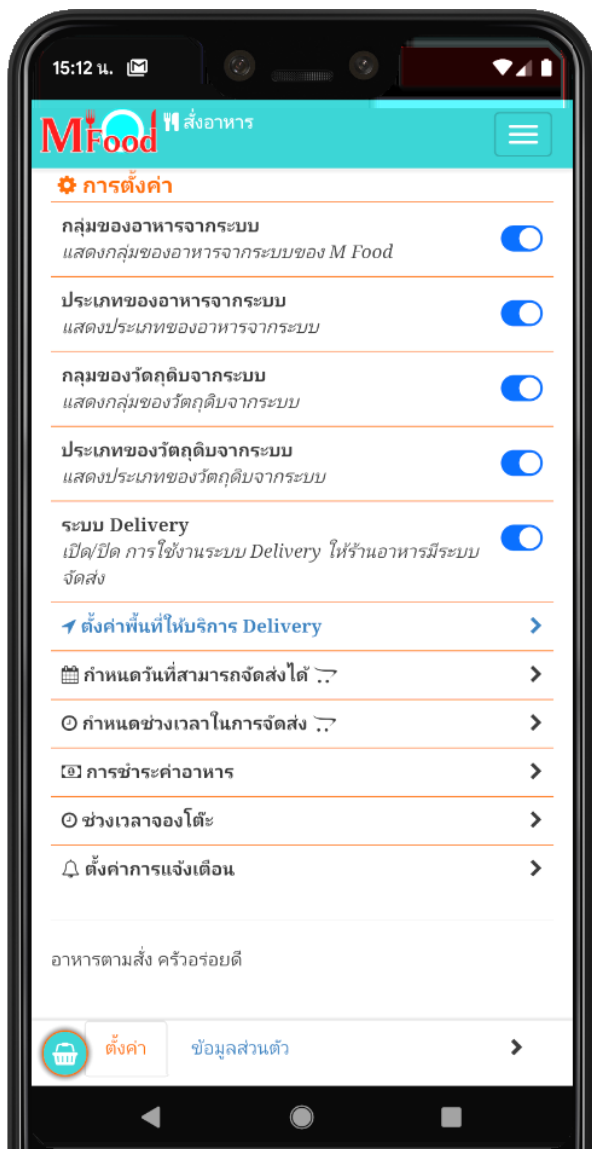 15:12 น.
M Food สั่งอาหาร
การตั้งค่า
กลุ่มของอาหารจากระบบ
แสดงกลุ่มของอาหารจากระบบของ M Food
ประเภทของอาหารจากระบบ
แสดงประเภทของอาหารจากระบบ
กลุมของวัดถุดิบจากระบบ
แสดงกลุ่มของวัตถุดิบจากระบบ
ประเภทของวัตถุดิบจากระบบ
แสดงประเภทของวัตถุดิบจากระบบ
ระบบ Delivery
เปิด/ปิด การใช้งานระบบ Delivery ให้ร้านอาหารมีระบบ
จัดส่ง
ตั้งค่าพื้นที่ให้บริการ Delivery
กำหนดวันที่สามารถจัดส่งได้
กำหนดช่วงเวลาในการจัดส่ง
การชำระค่าอาหาร
ช่วงเวลาจองโต๊ะ
ตั้งค่าการแจ้งเตือน
อาหารตามสั่ง ครัวอร่อยดี
ตั้งค่า ข้อมูลส่วนตัว